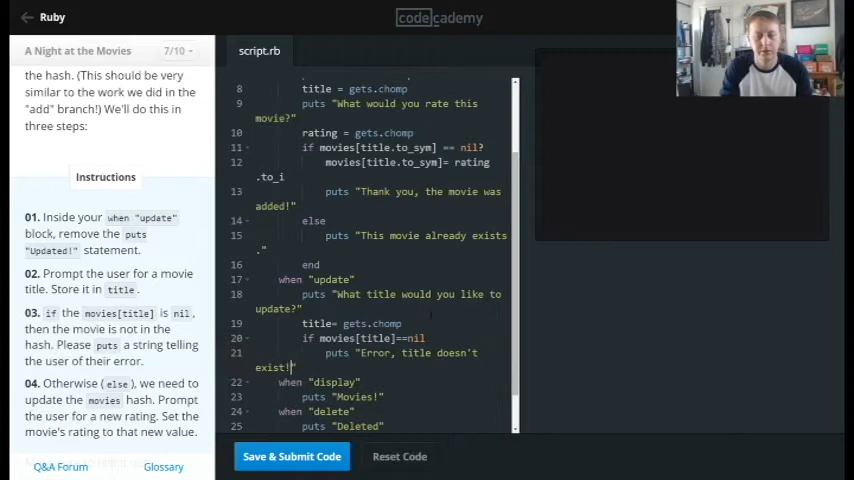 ← Ruby
codecademy
A Night at the Movies 7/10
script.rb
the hash. (This should be very
similar to the work we did in the
"add" branch!) We'll do this in
three steps:
Instructions
01. Inside your when "update"
block, remove the puts
"Updated!" statement.
02. Prompt the user for a movie
title. Store it in title.
03. if the movies[title] is nil,
then the movie is not in the
hash. Please puts a string telling
the user of their error.
04. Otherwise (else), we need to
update the movies hash. Prompt
the user for a new rating. Set the
movie's rating to that new value.
Q&A Forum Glossary
8 title = gets.chomp
9 puts "What would you rate this
movie?"
10 rating = gets.chomp
11 if movies[title.to_sym] == nil?
12 movies[title.to_sym]= rating
.to_i
13 puts "Thank you, the movie was
added!"
14 else
15 puts "This movie already exists
."
16 end
17 when "update"
18 puts "What title would you like to
update?"
19 title= gets.chomp
20 if movies[title]==nil
21 puts "Error, title doesn't
exist!"
22 when "display"
23 puts "Movies!"
24 when "delete"
25 puts "Deleted"
Save & Submit Code Reset Code